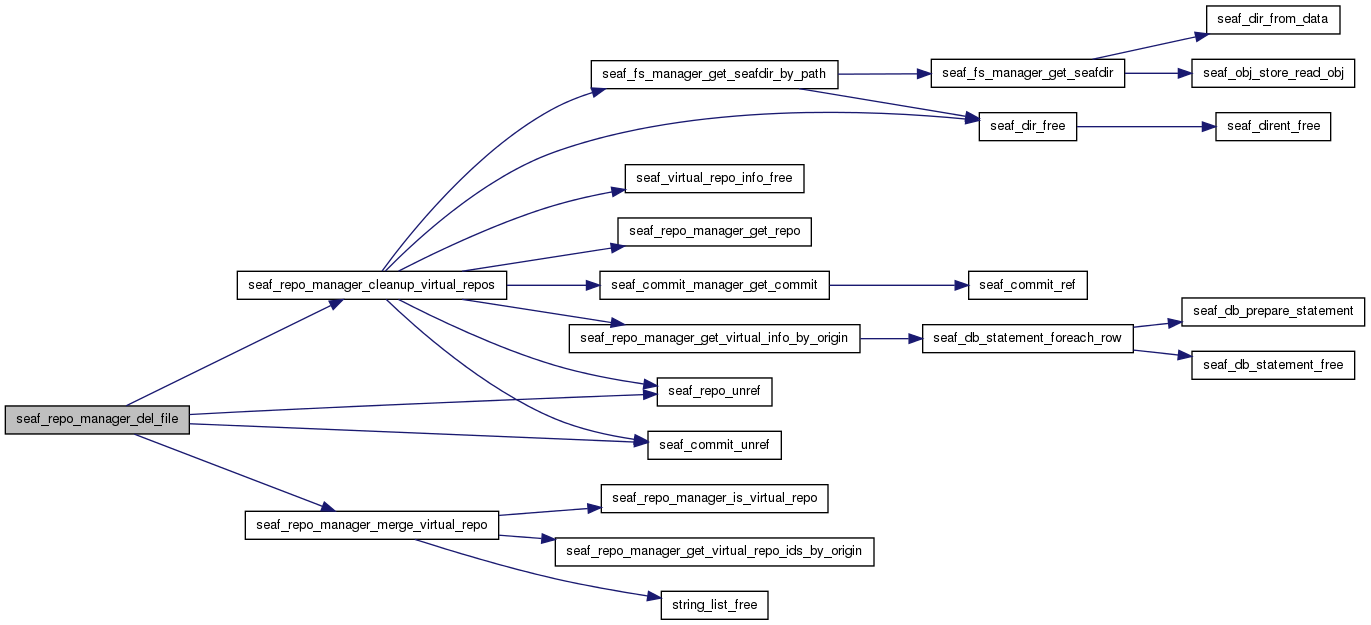 seaf_dir_from_data
seaf_fs_manager_get_seafdir_by_path
seaf_fs_manager_get_seafdir
seaf_obj_store_read_obj
seaf_dir_free
seaf_dirent_free
seaf_virtual_repo_info_free
seaf_repo_manager_get_repo
seaf_repo_manager_cleanup_virtual_repos
seaf_commit_manager_get_commit
seaf_commit_ref
seaf_db_prepare_statement
seaf_repo_manager_get_virtual_info_by_origin
seaf_db_statement_foreach_row
seaf_db_statement_free
seaf_repo_unref
seaf_repo_manager_del_file
seaf_commit_unref
seaf_repo_manager_is_virtual_repo
seaf_repo_manager_merge_virtual_repo
seaf_repo_manager_get_virtual_repo_ids_by_origin
string_list_free